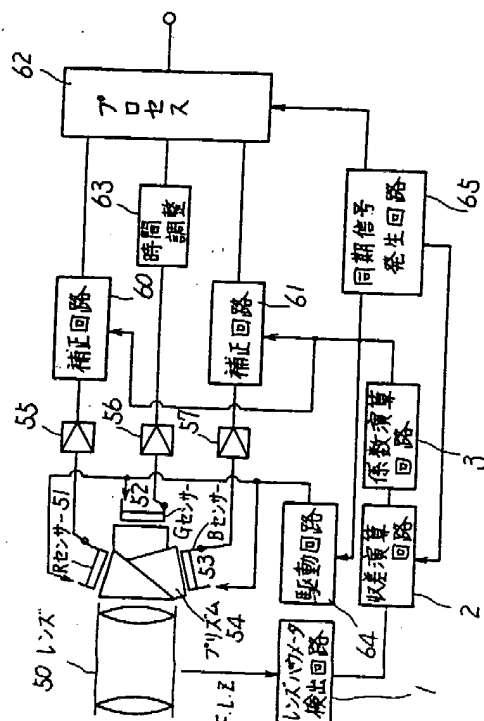 50 レンズ
Rセンサー 51
52
Gセンサー
Bセンサー
53
プリズム
54
55
56
57
補正回路
60
時間
調整
63
補正回路
61
プロセス
62
F.I.Z
レンズパラメータ
検出回路
1
駆動回路
64
収差演算
回路
2
係数演算
回路
3
同期信号
発生回路
65